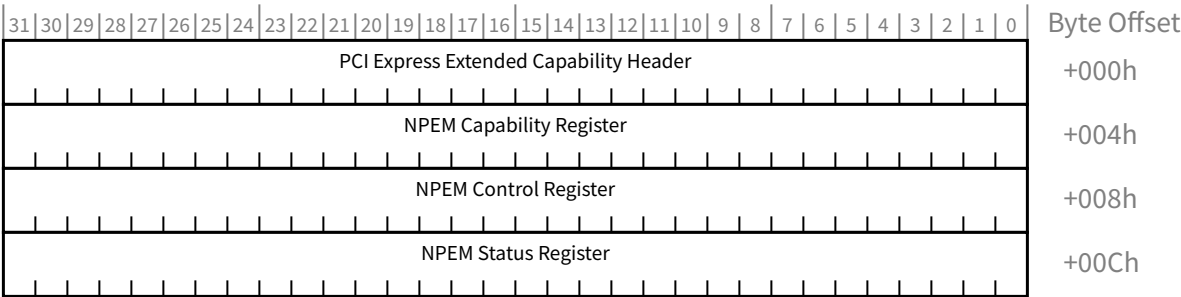 31 30 29 28 27 26 25 24 23 22 21 20 19 18 17 16 15 14 13 12 11 10 9 8 7 6 5 4 3 2 1 0 Byte Offset
PCI Express Extended Capability Header +000h
NPEM Capability Register +004h
NPEM Control Register +008h
NPEM Status Register +00Ch